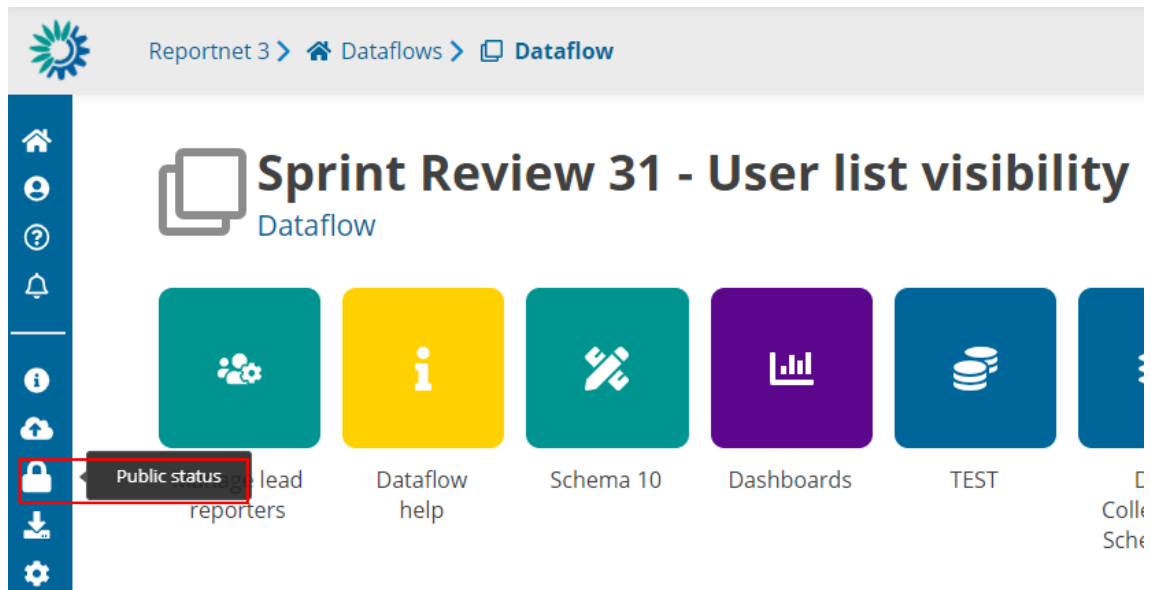 Reportnet 3 Dataflows Dataflow
Sprint Review 31 - User list visibility
Dataflow
Public status
lead
reporters
Dataflow
help
Schema 10
Dashboards
TEST